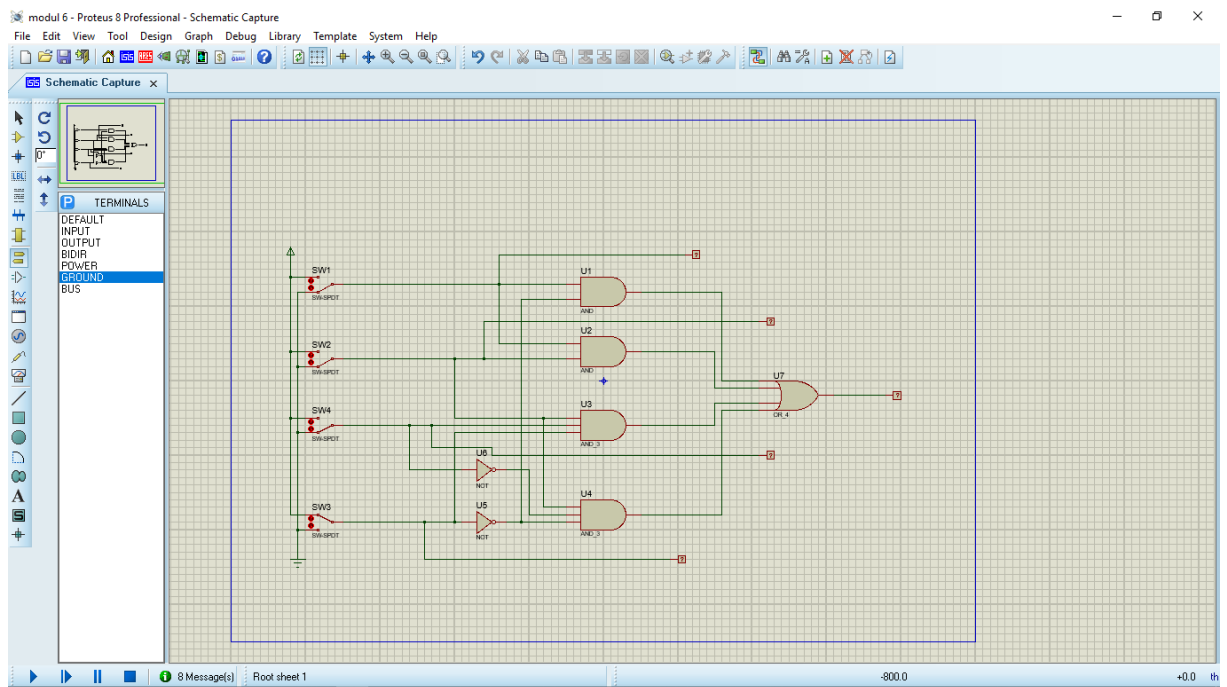 modul 6 - Proteus 8 Professional - Schematic Capture
File Edit View Tool Design Graph Debug Library Template System Help
Schematic Capture
0°
LBL
P TERMINALS
DEFAULT
INPUT
OUTPUT
BIDIR
POWER
GROUND
BUS
A
S
SW1
SW-SPDT
SW2
SW-SPDT
SW4
SW-SPDT
SW3
SW-SPDT
U1
AND
U2
AND
U3
AND_3
U6
NOT
U5
NOT
U4
AND_3
U7
OR_4
?
?
?
?
?
8 Message(s) Root sheet 1 -800.0 +0.0 th